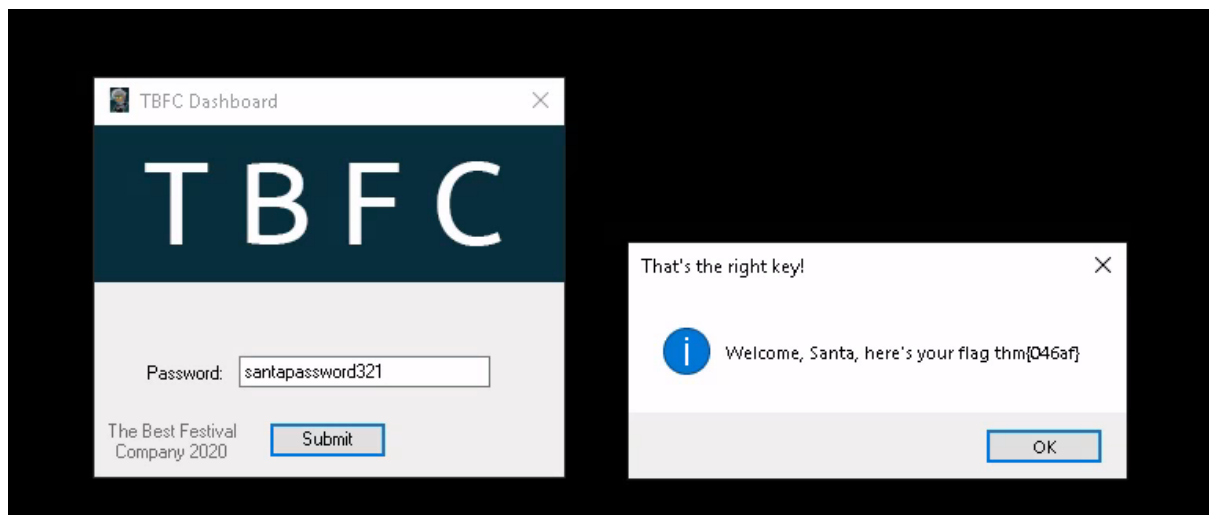 TBFC Dashboard
T B F C
Password: santapassword321
The Best Festival
Company 2020
Submit
That's the right key!
Welcome, Santa, here's your flag thm{046af}
OK